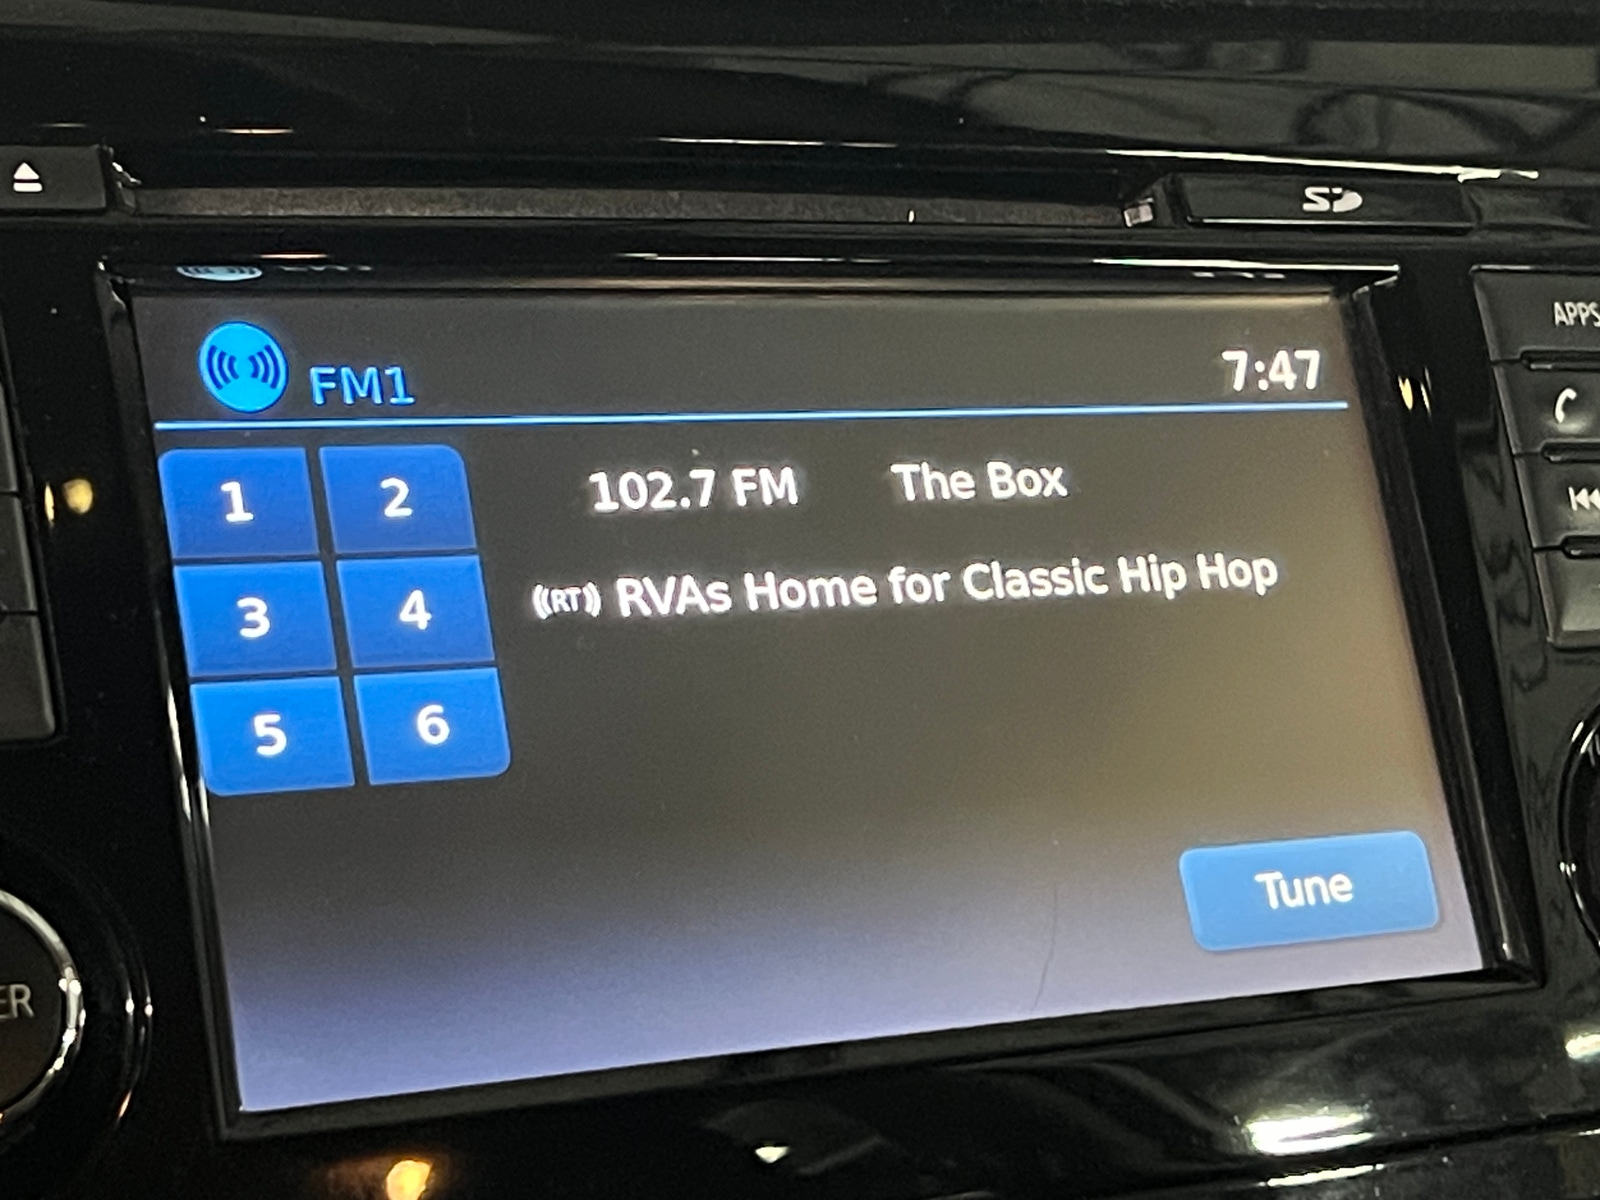 SD
APPS
FM1
7:47
1 2
102.7 FM The Box
3 4
((RT)) RVAs Home for Classic Hip Hop
5 6
Tune